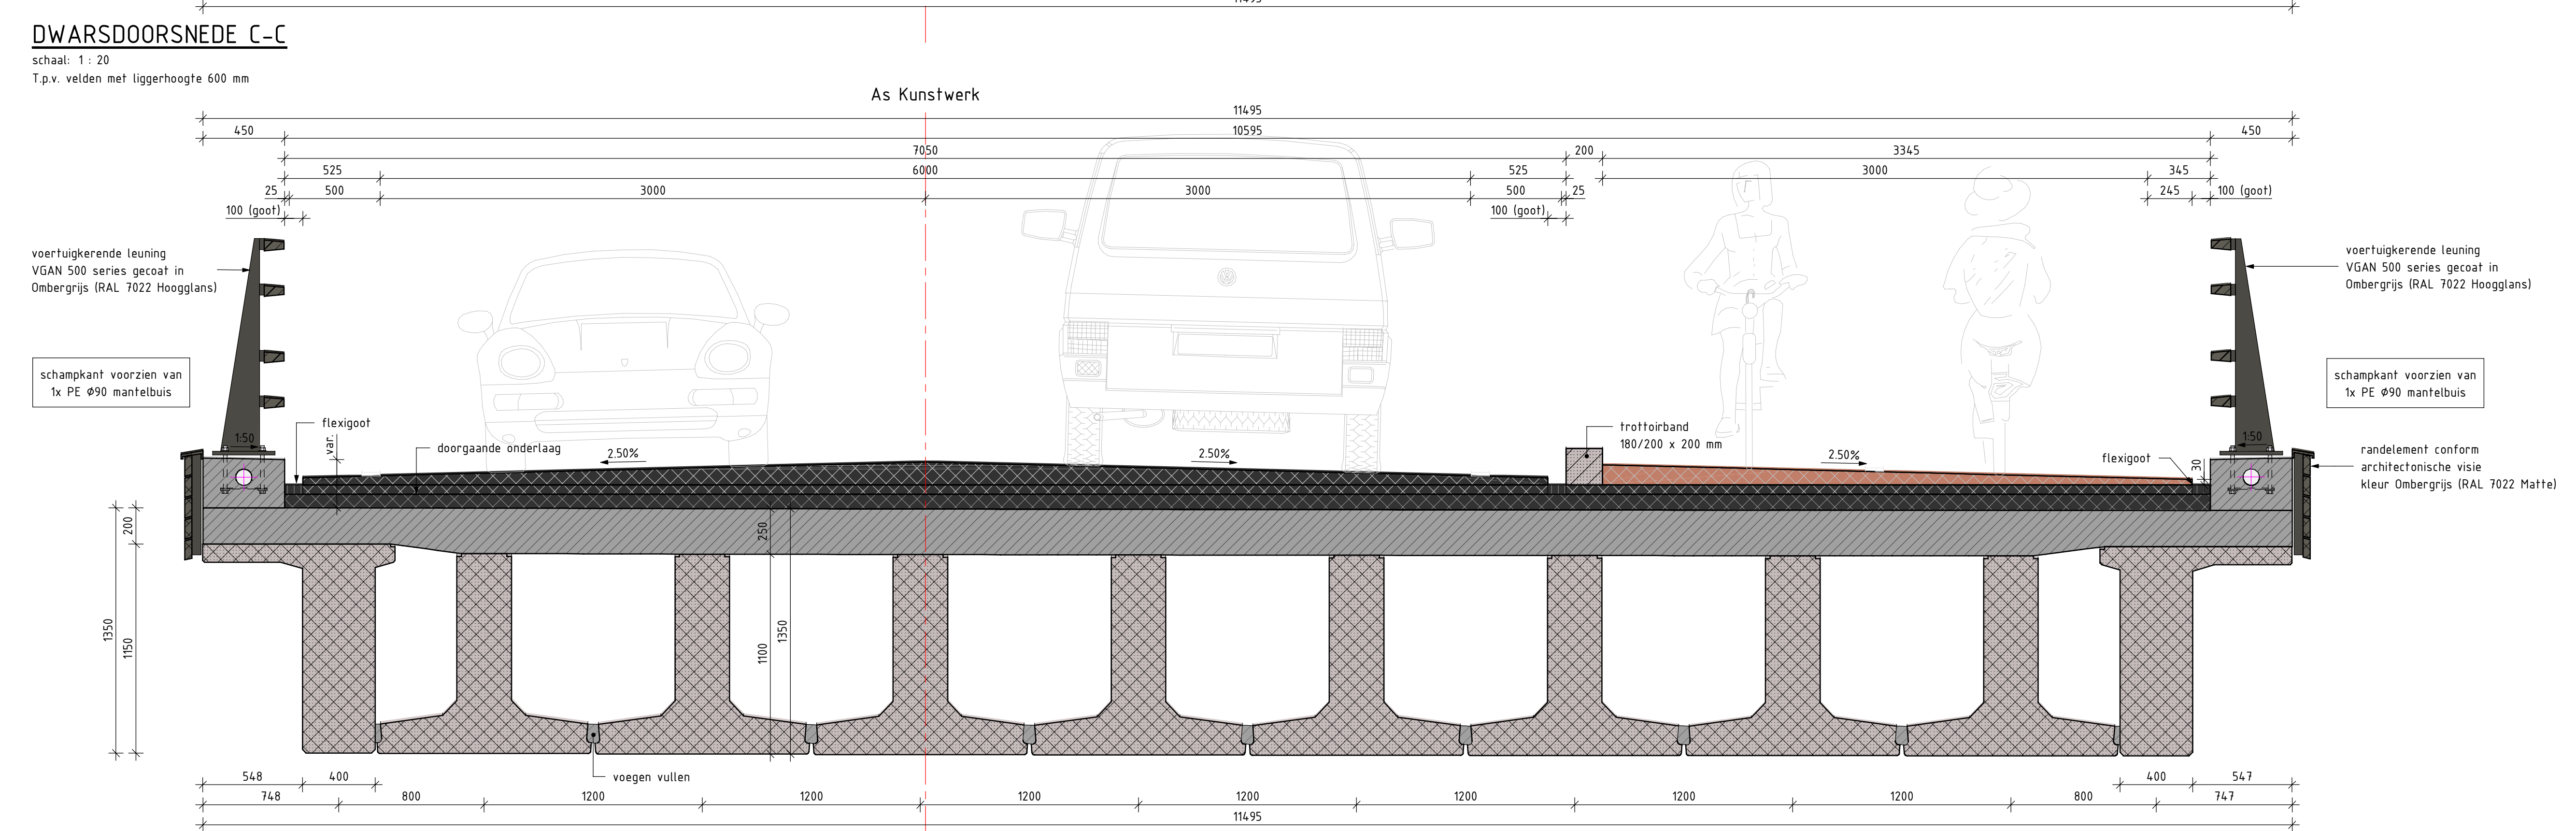 11495
DWARSDOORSNEDE C-C
schaal: 1 : 20
T.p.v. velden met liggerhoogte 600 mm
As Kunstwerk
11495
450
10595
450
7050
200
3345
525
6000
525
3000
345
25
500
3000
3000
500
25
245
100 (goot)
100 (goot)
100 (goot)
voertuigkerende leuning
VGAN 500 series gecoat in
Ombergrijs (RAL 7022 Hoogglans)
voertuigkerende leuning
VGAN 500 series gecoat in
Ombergrijs (RAL 7022 Hoogglans)
schampkant voorzien van
1x PE Ø90 mantelbuis
schampkant voorzien van
1x PE Ø90 mantelbuis
flexigoot
1:50
var.
doorgaande onderlaag
2.50%
2.50%
trottoirband
180/200 x 200 mm
2.50%
flexigoot
30
1:50
randelement conform
architectonische visie
kleur Ombergrijs (RAL 7022 Matte)
200
250
1350
1150
1100
1350
voegen vullen
548
400
400
547
748
800
1200
1200
1200
1200
1200
1200
1200
800
747
11495